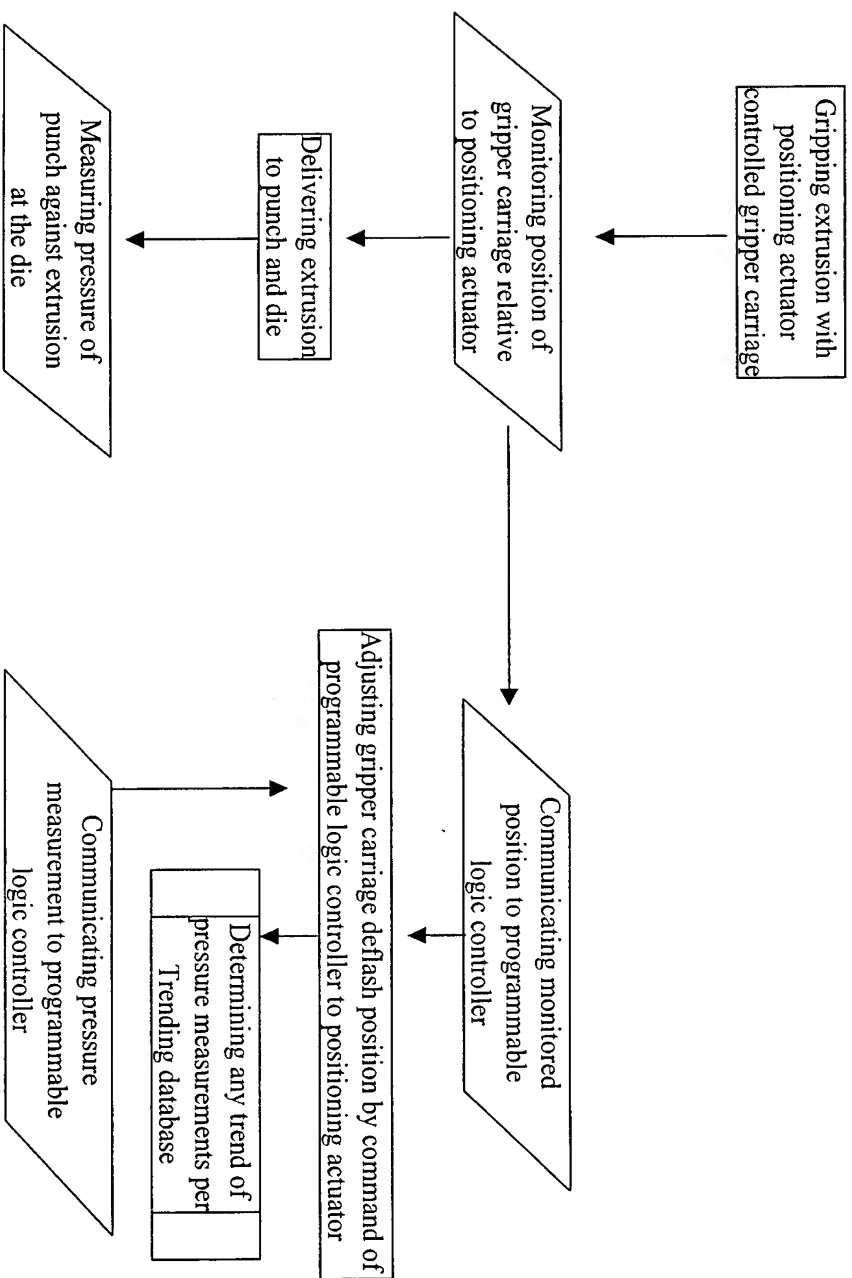 Gripping extrusion with
positioning actuator
controlled gripper carriage
Monitoring position of
gripper carriage relative
to positioning actuator
Delivering extrusion
to punch and die
Measuring pressure of
punch against extrusion
at the die
Communicating monitored
position to programmable
logic controller
Adjusting gripper carriage deflash position by command of
programmable logic controller to positioning actuator
Determining any trend of
pressure measurements per
Trending database
Communicating pressure
measurement to programmable
logic controller